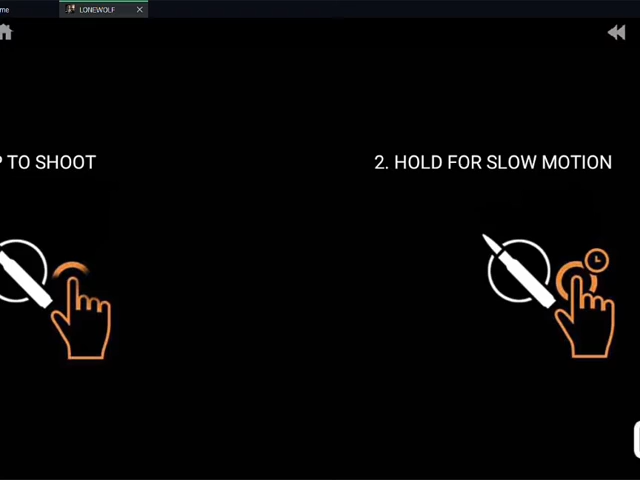 me
LONEWOLF
P TO SHOOT
2. HOLD FOR SLOW MOTION